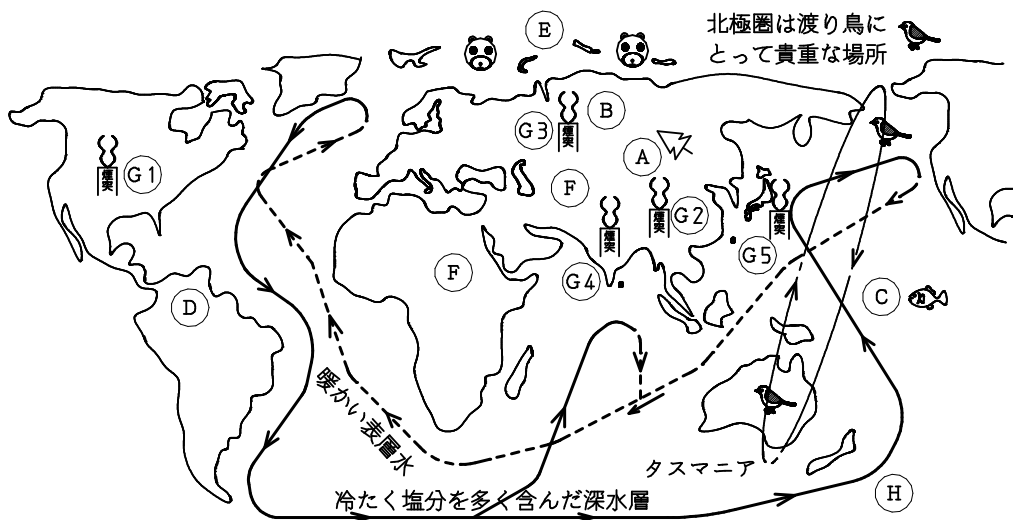 北極圏は渡り鳥に
とって貴重な場所
E
B
G3
煙突
A
G1
煙突
F
G2
煙突
G4
煙突
G5
煙突
F
D
C
暖かい表層水
タスマニア
冷たく塩分を多く含んだ深水層
H